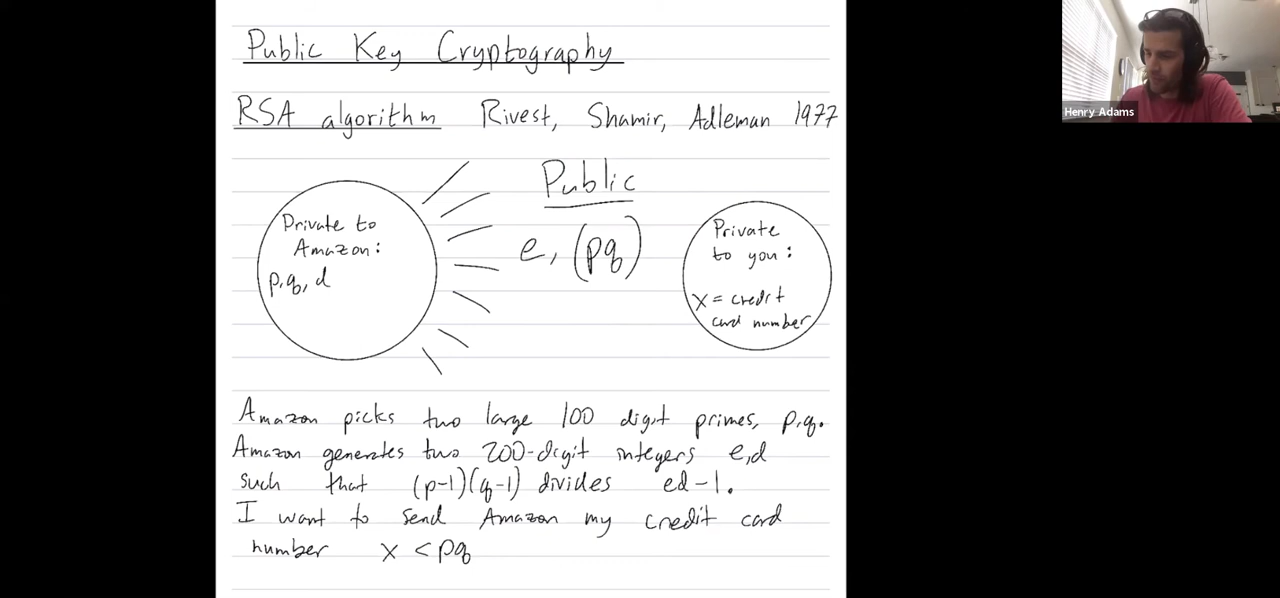 Public Key Cryptography
Henry Adams
RSA algorithm Rivest, Shamir, Adleman 1977
Public
e, (pq)
Private to
Amazon:
p,q, d
Private
to you:
x = credit
card number
Amazon picks two large 100 digit primes, p,q.
Amazon generates two 200-digit integers e,d
such that (p-1)(q-1) divides ed-1.
I want to send Amazon my credit card
number x < pq